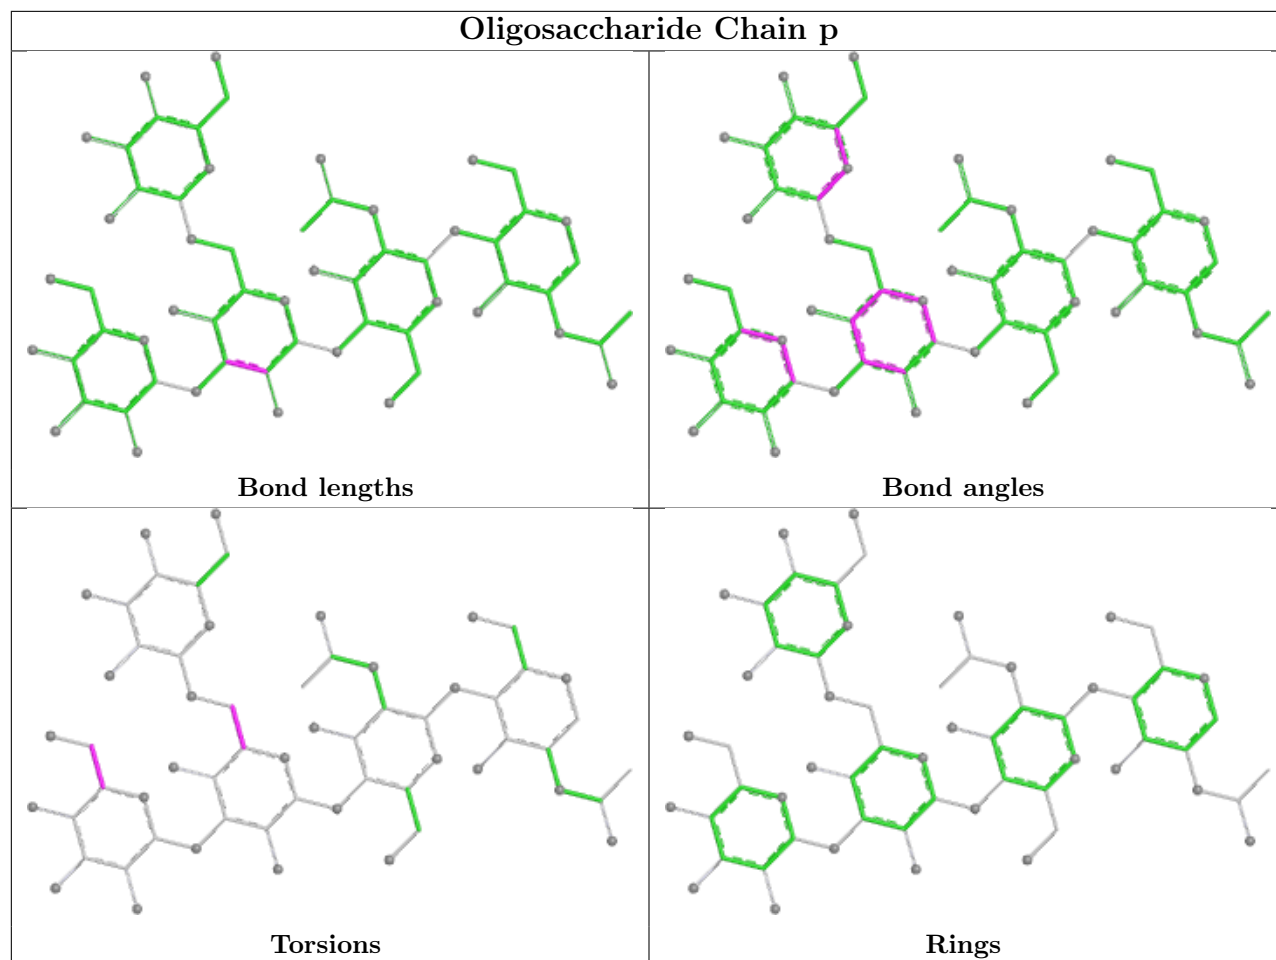 Oligosaccharide Chain p
Bond lengths
Bond angles
Torsions
Rings